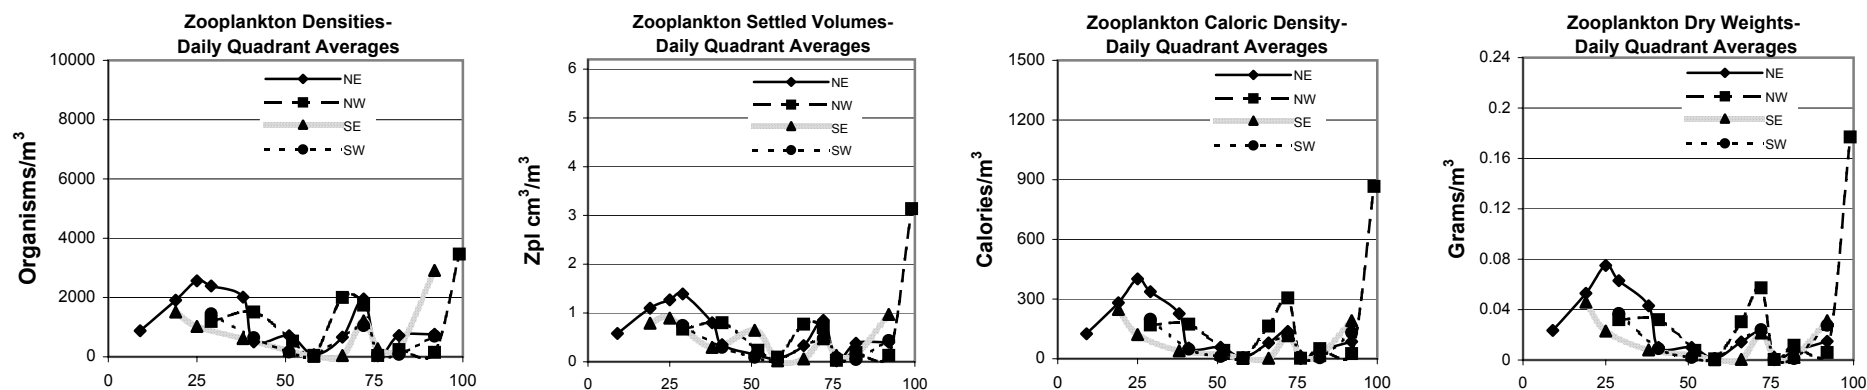 Zooplankton Densities-
Daily Quadrant Averages
10000
8000
6000
4000
2000
0
Organisms/m³
NE
NW
SE
SW
0 25 50 75 100
Zooplankton Settled Volumes-
Daily Quadrant Averages
6
5
4
3
2
1
0
Zpl cm³/m³
NE
NW
SE
SW
0 25 50 75 100
Zooplankton Caloric Density-
Daily Quadrant Averages
1500
1200
900
600
300
0
Calories/m³
NE
NW
SE
SW
0 25 50 75 100
Zooplankton Dry Weights-
Daily Quadrant Averages
0.24
0.2
0.16
0.12
0.08
0.04
0
Grams/m³
NE
NW
SE
SW
0 25 50 75 100